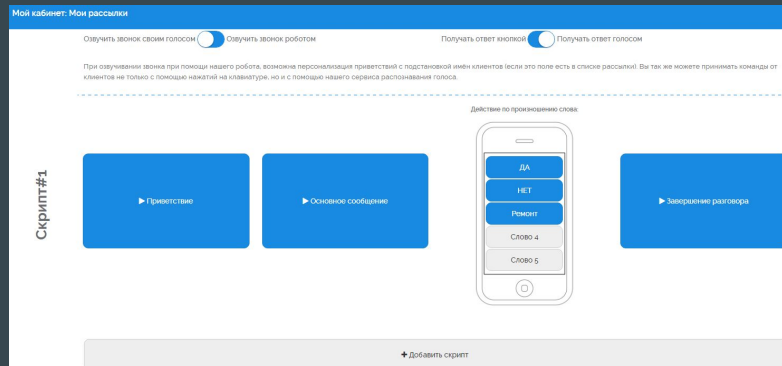 Мой кабинет: Мои рассылки
Озвучить звонок своим голосом Озвучить звонок роботом Получать ответ кнопкой Получать ответ голосом
При озвучивании звонка при помощи нашего робота, возможна персонализация приветствий с подстановкой имён клиентов (если это поле есть в списке рассылки). Вы так же можете принимать команды от
клиентов не только с помощью нажатий на клавиатуре, но и с помощью нашего сервиса распознавания голоса.
Действие по произношению слова:
Скрипт#1
Приветствие
Основное сообщение
ДА
НЕТ
Ремонт
Слово 4
Слово 5
Завершение разговора
+ Добавить скрипт